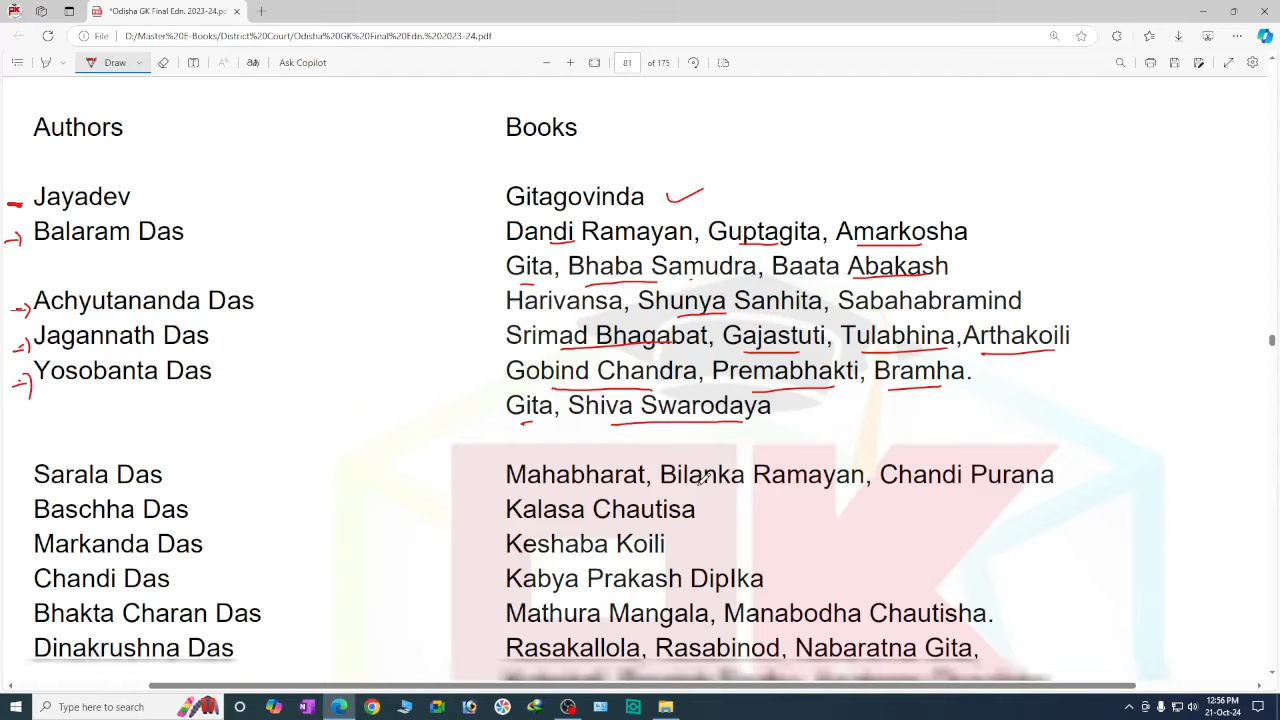 *Odisha GK Final Edn. 2023-24.pd
File D:/Master%20E-Books/District%20Court/Odisha%20GK%20Final%20Edn.%202023-24.pdf
Draw Ask Copilot 81 of 175
Authors Books
Jayadev Gitagovinda
Balaram Das Dandi Ramayan, Guptagita, Amarkosha
Gita, Bhaba Samudra, Baata Abakash
Achyutananda Das Harivansa, Shunya Sanhita, Sabahabramind
Jagannath Das Srimad Bhagabat, Gajastuti, Tulabhina,Arthakoili
Yosobanta Das Gobind Chandra, Premabhakti, Bramha.
Gita, Shiva Swarodaya
Sarala Das Mahabharat, Bilanka Ramayan, Chandi Purana
Baschha Das Kalasa Chautisa
Markanda Das Keshaba Koili
Chandi Das Kabya Prakash DipIka
Bhakta Charan Das Mathura Mangala, Manabodha Chautisha.
Dinakrushna Das Rasakallola, Rasabinod, Nabaratna Gita,
Type here to search
12:56 PM
21-Oct-24